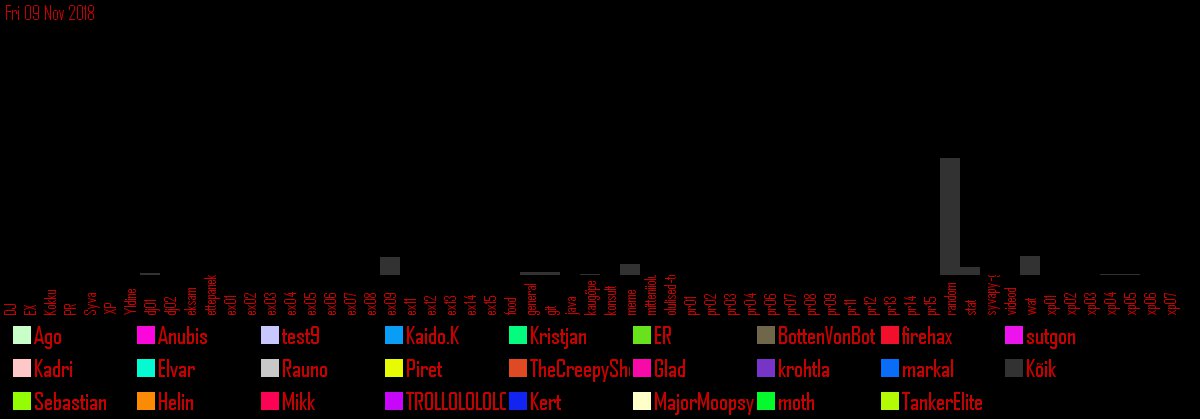 Fri 09 Nov 2018
DJ EX Kokku PR Syva XP Yldine dj01 dj02 eksam ettepanek ex01 ex02 ex03 ex04 ex05 ex06 ex07 ex08 ex09 ex11 ex12 ex13 ex14 ex15 food general git java konsult meme pr01 pr02 pr03 pr04 pr06 pr07 pr08 pr09 pr11 pr12 pr13 pr14 pr15 random stat videod wat xp01 xp02 xp03 xp04 xp05 xp06 xp07
Ago Anubis test9 Kaido.K Kristjan ER BottenVonBot firehax sutgon
Kadri Elvar Rauno Piret TheCreepySh Glad krohtla markal Kõik
Sebastian Helin Mikk TROLLOLOLOLO Kert MajorMoopsy moth TankerElite